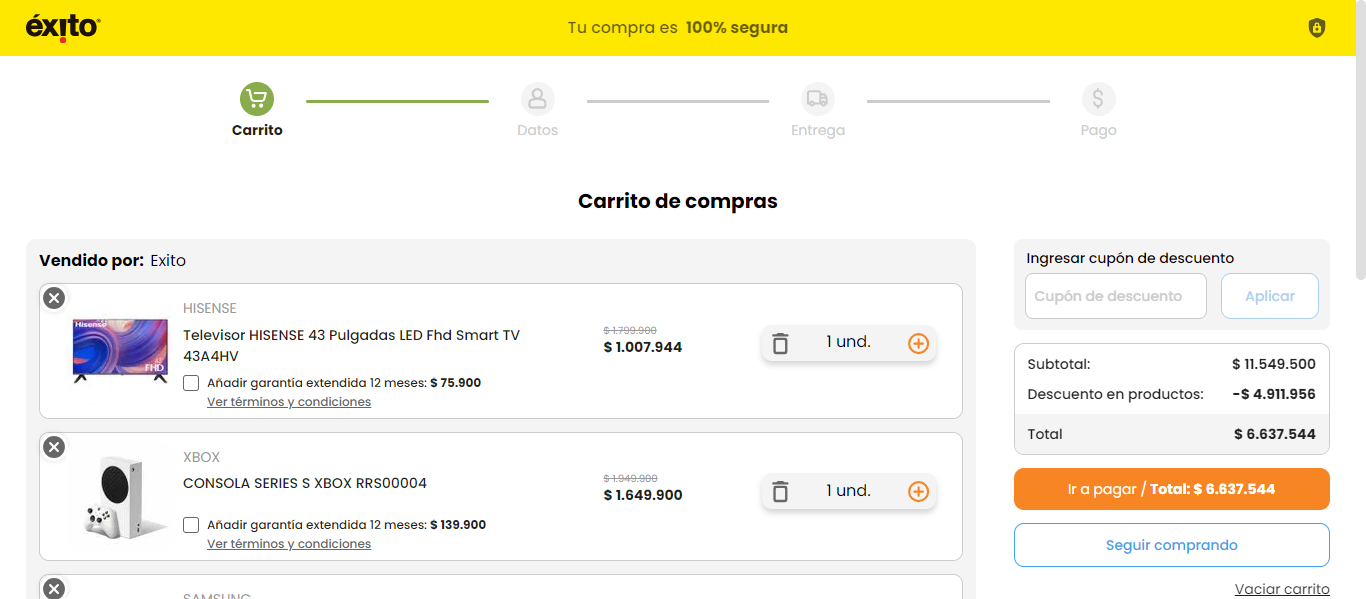 éxito
Tu compra es 100% segura
Carrito
Datos
Entrega
Pago
Carrito de compras
Vendido por: Exito
HISENSE
Televisor HISENSE 43 Pulgadas LED Fhd Smart TV
43A4HV
Añadir garantía extendida 12 meses: $ 75.900
Ver términos y condiciones
Hisense
FHD
$ 1.799.900
$ 1.007.944
1 und.
XBOX
CONSOLA SERIES S XBOX RRS00004
Añadir garantía extendida 12 meses: $ 139.900
Ver términos y condiciones
$ 1.949.900
$ 1.649.900
1 und.
SAMSUNG
Ingresar cupón de descuento
Cupón de descuento
Aplicar
Subtotal: $ 11.549.500
Descuento en productos: -$ 4.911.956
Total $ 6.637.544
Ir a pagar / Total: $ 6.637.544
Seguir comprando
Vaciar carrito